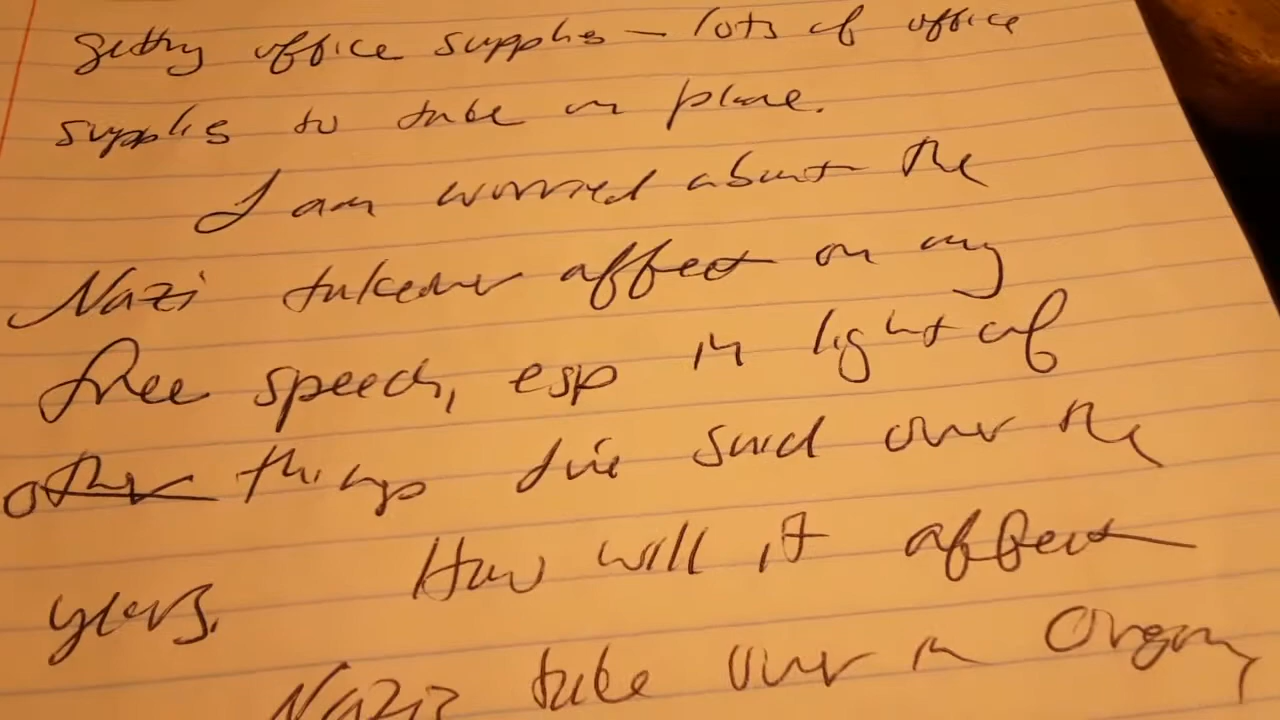 getting office supplies – lots of office
supplies to take on plane.
I am worried about the
Nazi takeover affect on my
free speech, esp in light of
other things I've said over the
years. How will it affect
Nazis take over in Oregon,